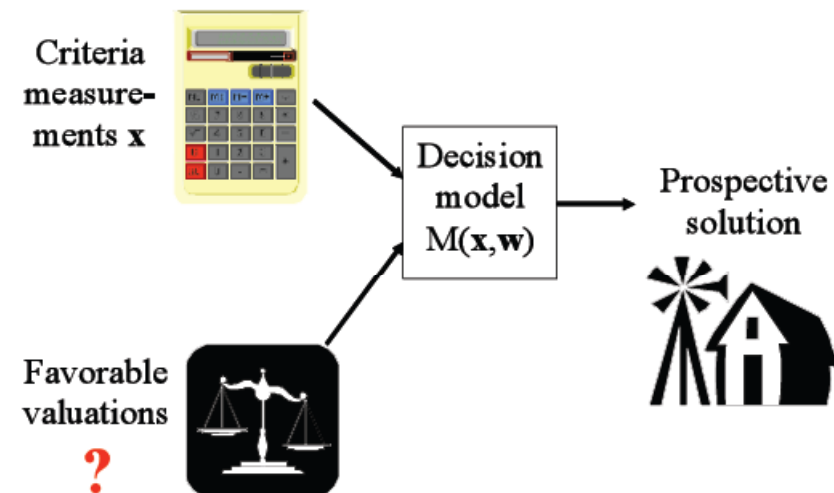 Criteria
measure-
ments x
Decision
model
M(x,w)
Prospective
solution
Favorable
valuations
?